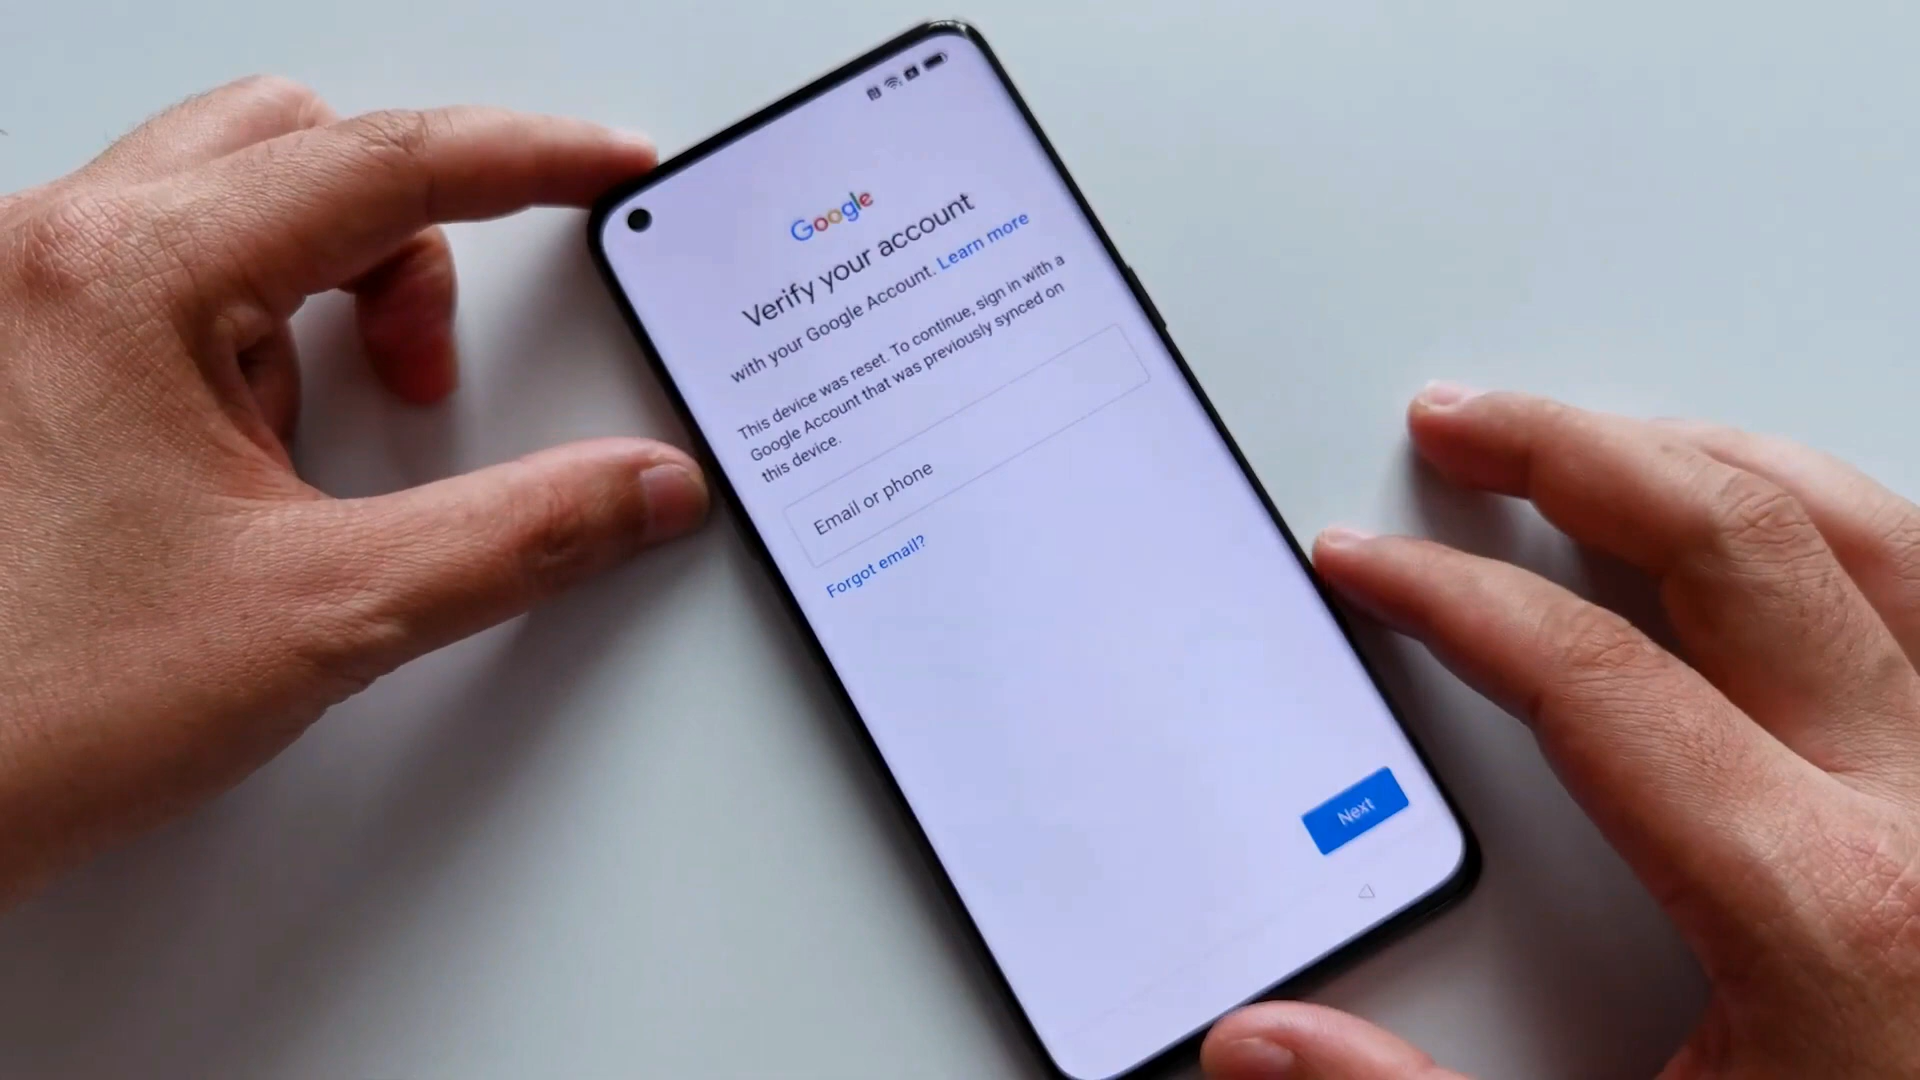 Google
Verify your account
with your Google Account. Learn more
This device was reset. To continue, sign in with a
Google Account that was previously synced on
this device.
Email or phone
Forgot email?
Next